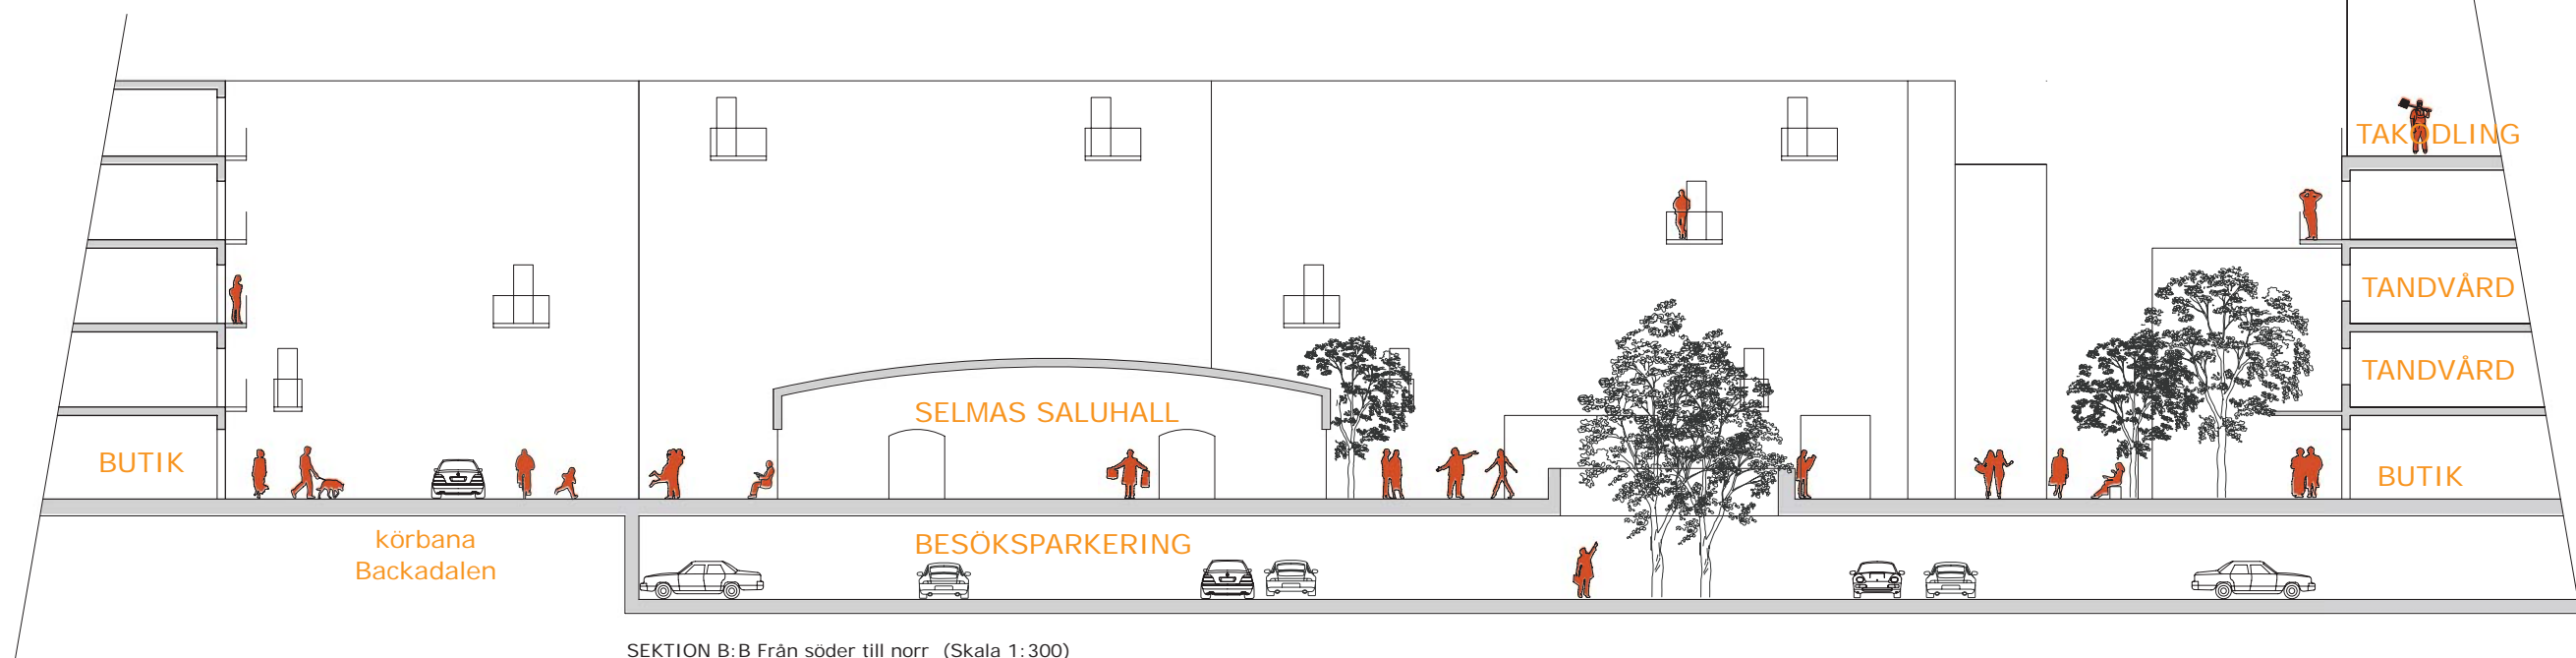 TAKODLING
TANDVÅRD
TANDVÅRD
SELMAS SALUHALL
BUTIK
BUTIK
körbana
Backadalen
BESÖKSPARKERING
SEKTION B:B Från söder till norr (Skala 1:300)